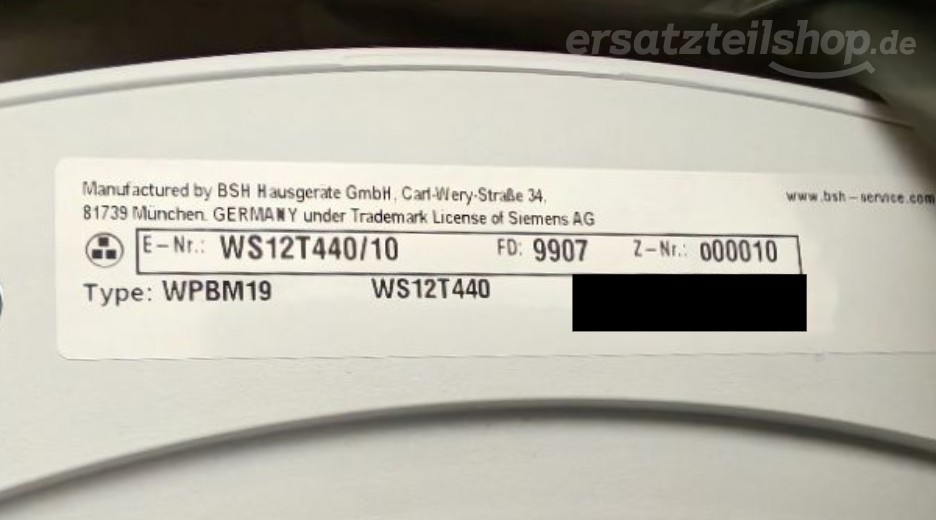 ersatzteilshop.de
Manufactured by BSH Hausgeräte GmbH, Carl-Wery-Straße 34,
www.bsh-service.com
81739 München. GERMANY under Trademark License of Siemens AG
E-Nr.: WS12T440/10 FD: 9907 Z-Nr.: 000010
Type: WPBM19 WS12T440